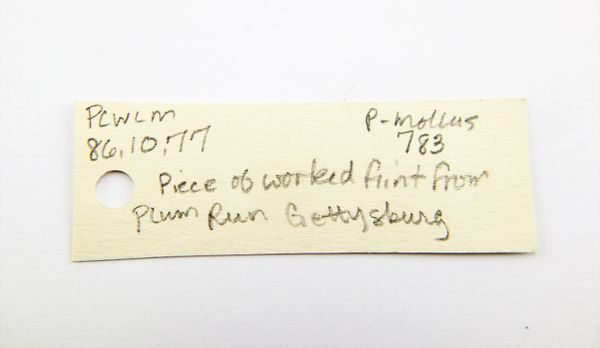 PCWLM
P-Mollus
86.10.77
783
Piece of worked flint from
Plum Run Gettysburg